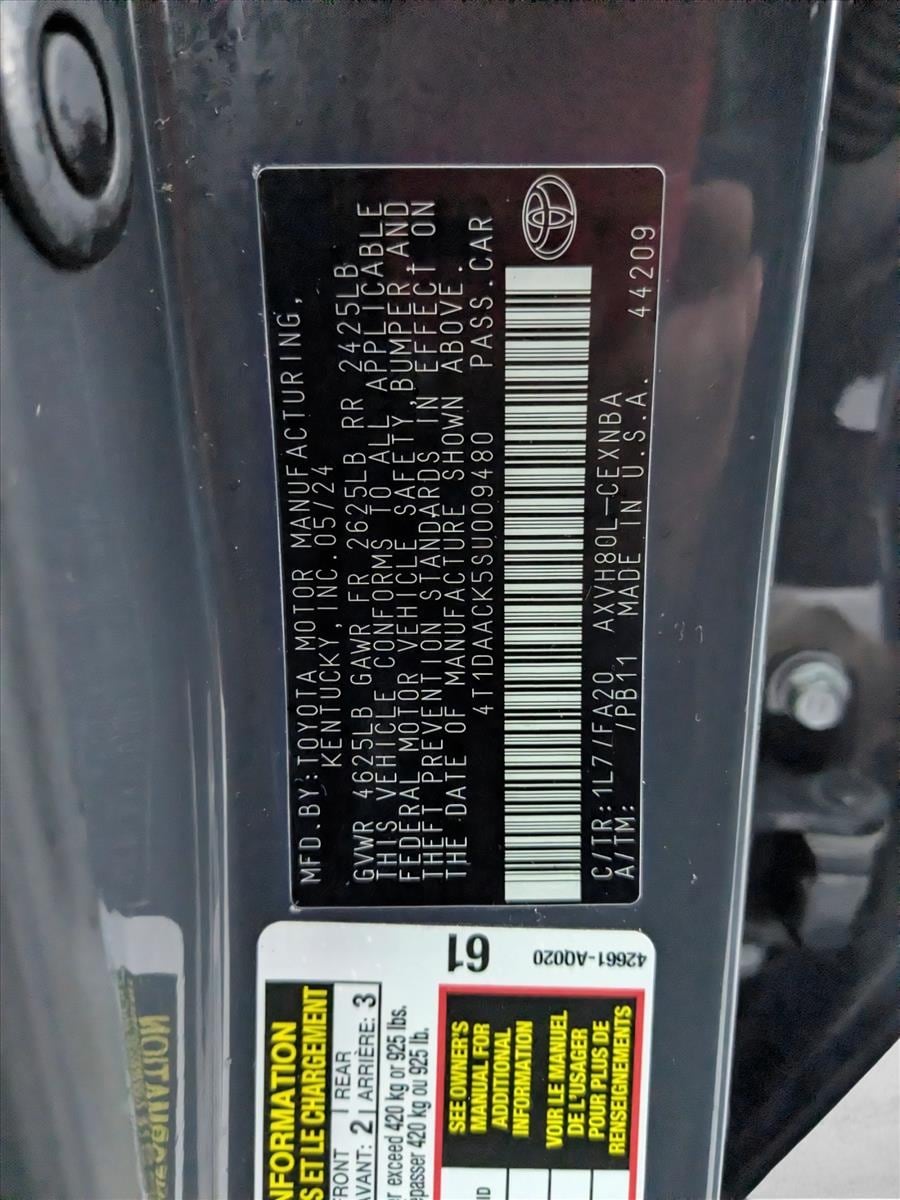 MFD.BY:TOYOTA MOTOR MANUFACTURING,
KENTUCKY,INC.05/24
GVWR 4625LB GAWR FR 2625LB RR 2425LB
THIS VEHICLE CONFORMS TO ALL APPLICABLE
FEDERAL MOTOR VEHICLE SAFETY,BUMPER,AND
THEFT PREVENTION STANDARDS IN EFFECT ON
THE DATE OF MANUFACTURE SHOWN ABOVE.
4T1DAACK5SU009480 PASS.CAR
C/TR:1L7/FA20 AXVH80L-CEXNBA
A/TM: /PB11 MADE IN U.S.A. 44209
61
42661-AQ020
FORMATION
S ET LE CHARGEMENT
FRONT 2 REAR 3
AVANT: ARRIÈRE:
exceed 420 kg or 925 lbs.
passer 420 kg ou 925 lb.
SEE OWNER'S
MANUAL FOR
ADDITIONAL
INFORMATION
VOIR LE MANUEL
DE L'USAGER
POUR PLUS DE
RENSEIGNEMENTS